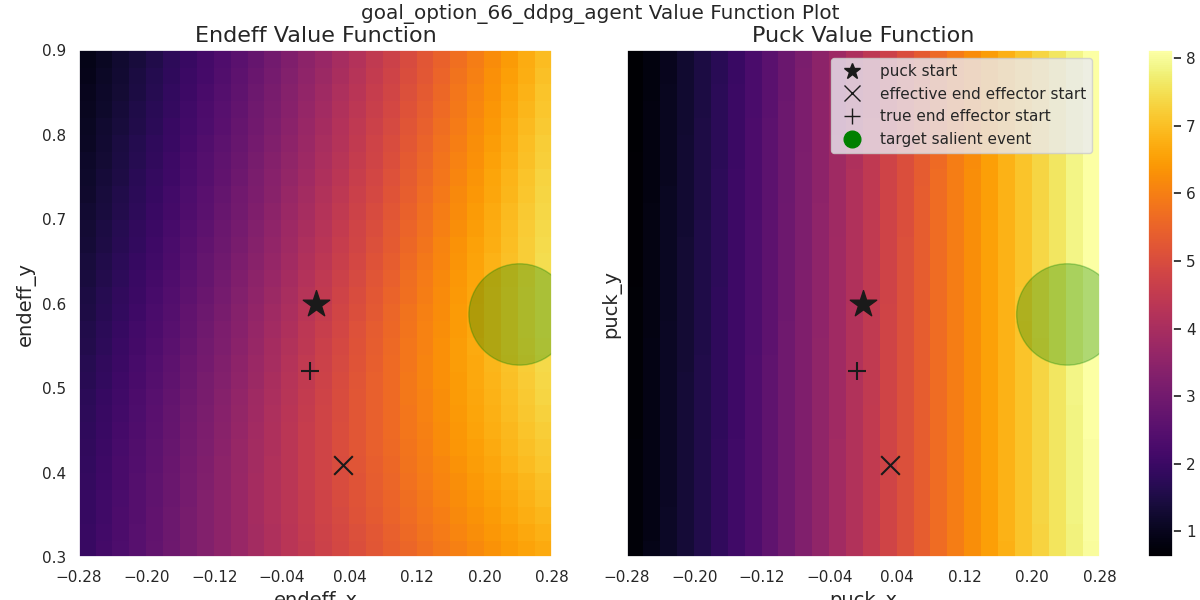 goal_option_66_ddpg_agent Value Function Plot
Endeff Value Function
Puck Value Function
0.9
0.8
0.7
0.6
0.5
0.4
0.3
endeff_y
−0.28 −0.20 −0.12 −0.04 0.04 0.12 0.20 0.28
endeff_x
puck_y
puck start
effective end effector start
true end effector start
target salient event
−0.28 −0.20 −0.12 −0.04 0.04 0.12 0.20 0.28
puck_x
8
7
6
5
4
3
2
1